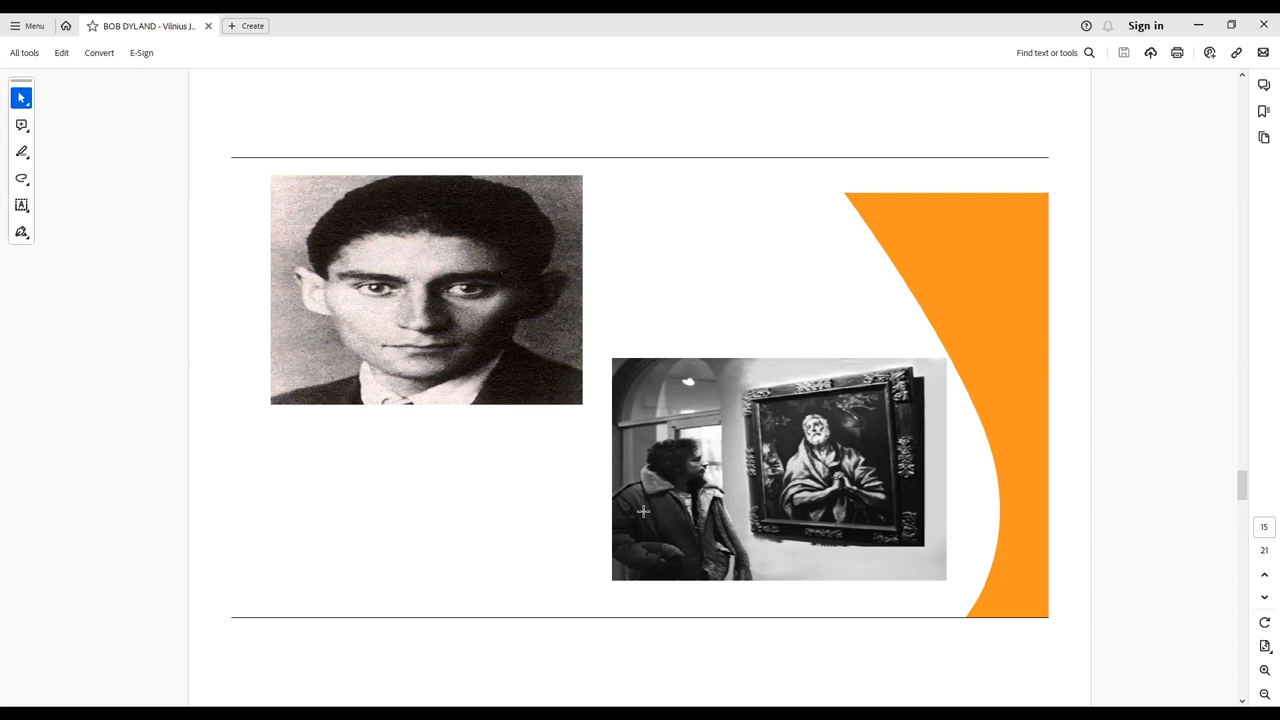 Menu
BOB DYLAND - Vilnius J...
Create
Sign in
All tools
Edit
Convert
E-Sign
Find text or tools
A
15
21